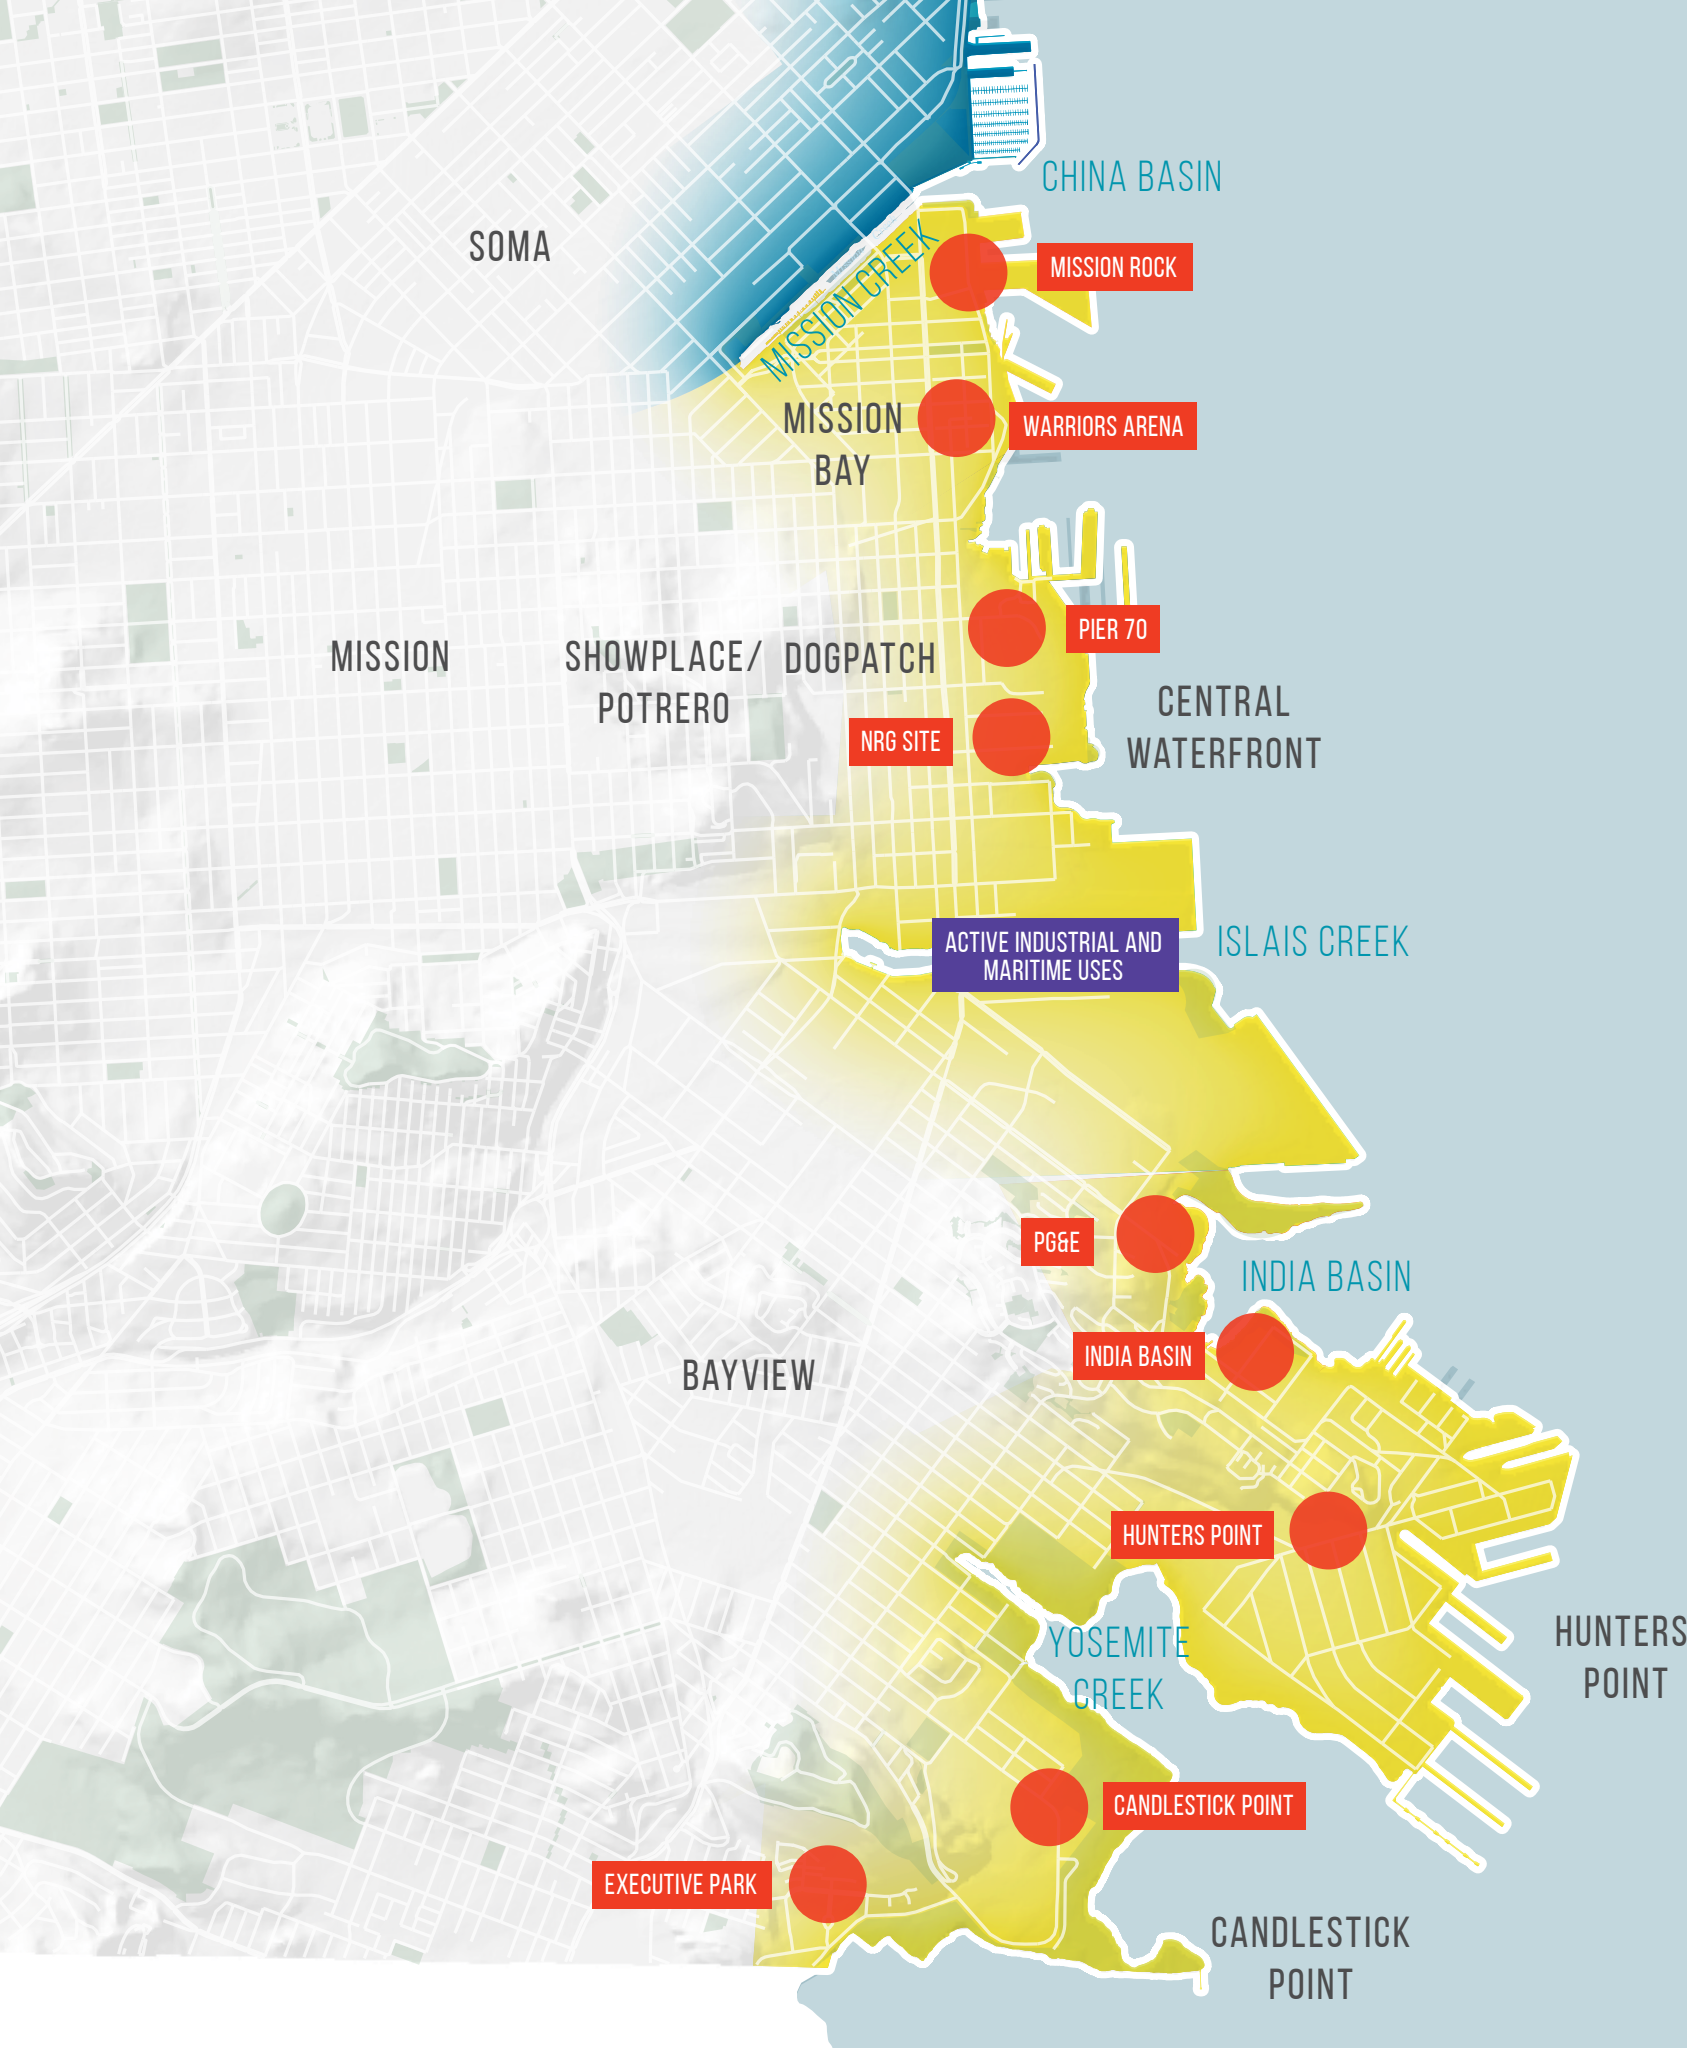 CHINA BASIN
SOMA
MISSION CREEK
MISSION ROCK
MISSION
BAY
WARRIORS ARENA
PIER 70
MISSION
SHOWPLACE/
POTRERO
DOGPATCH
CENTRAL
WATERFRONT
NRG SITE
ACTIVE INDUSTRIAL AND
MARITIME USES
ISLAIS CREEK
PG&E
INDIA BASIN
INDIA BASIN
BAYVIEW
HUNTERS POINT
YOSEMITE
CREEK
HUNTERS
POINT
CANDLESTICK POINT
EXECUTIVE PARK
CANDLESTICK
POINT